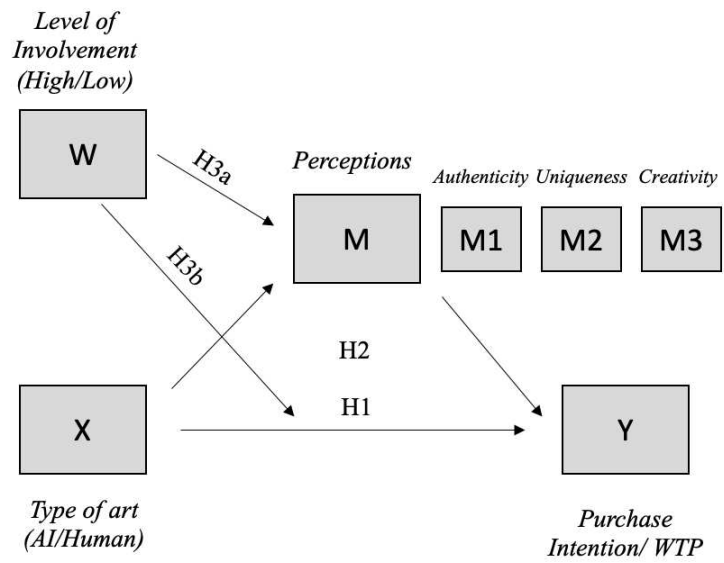 Level of
Involvement
(High/Low)
W
H3a
Perceptions
Authenticity Uniqueness Creativity
M
M1
M2
M3
H3b
H2
H1
X
Y
Type of art
(AI/Human)
Purchase
Intention/ WTP